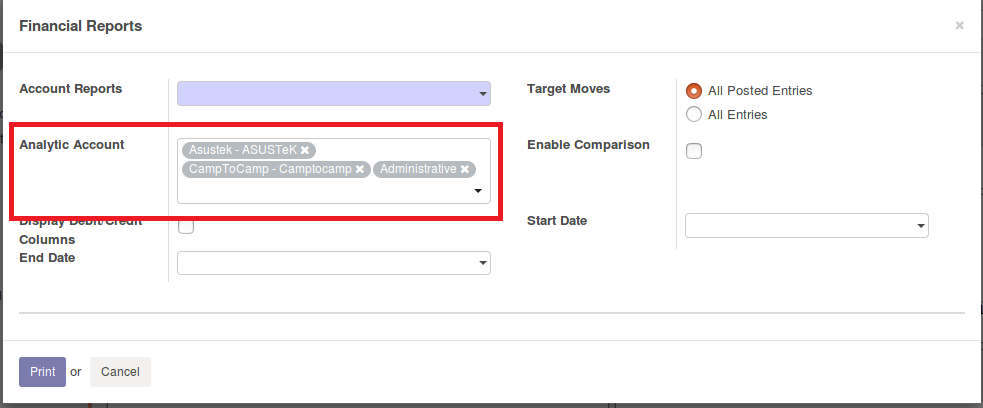 Financial Reports ×
Account Reports
Target Moves
All Posted Entries
All Entries
Analytic Account
Asustek - ASUSTeK ×
CampToCamp - Camptocamp × Administrative ×
Enable Comparison
Display Debit/Credit
Columns
Start Date
End Date
Print or Cancel